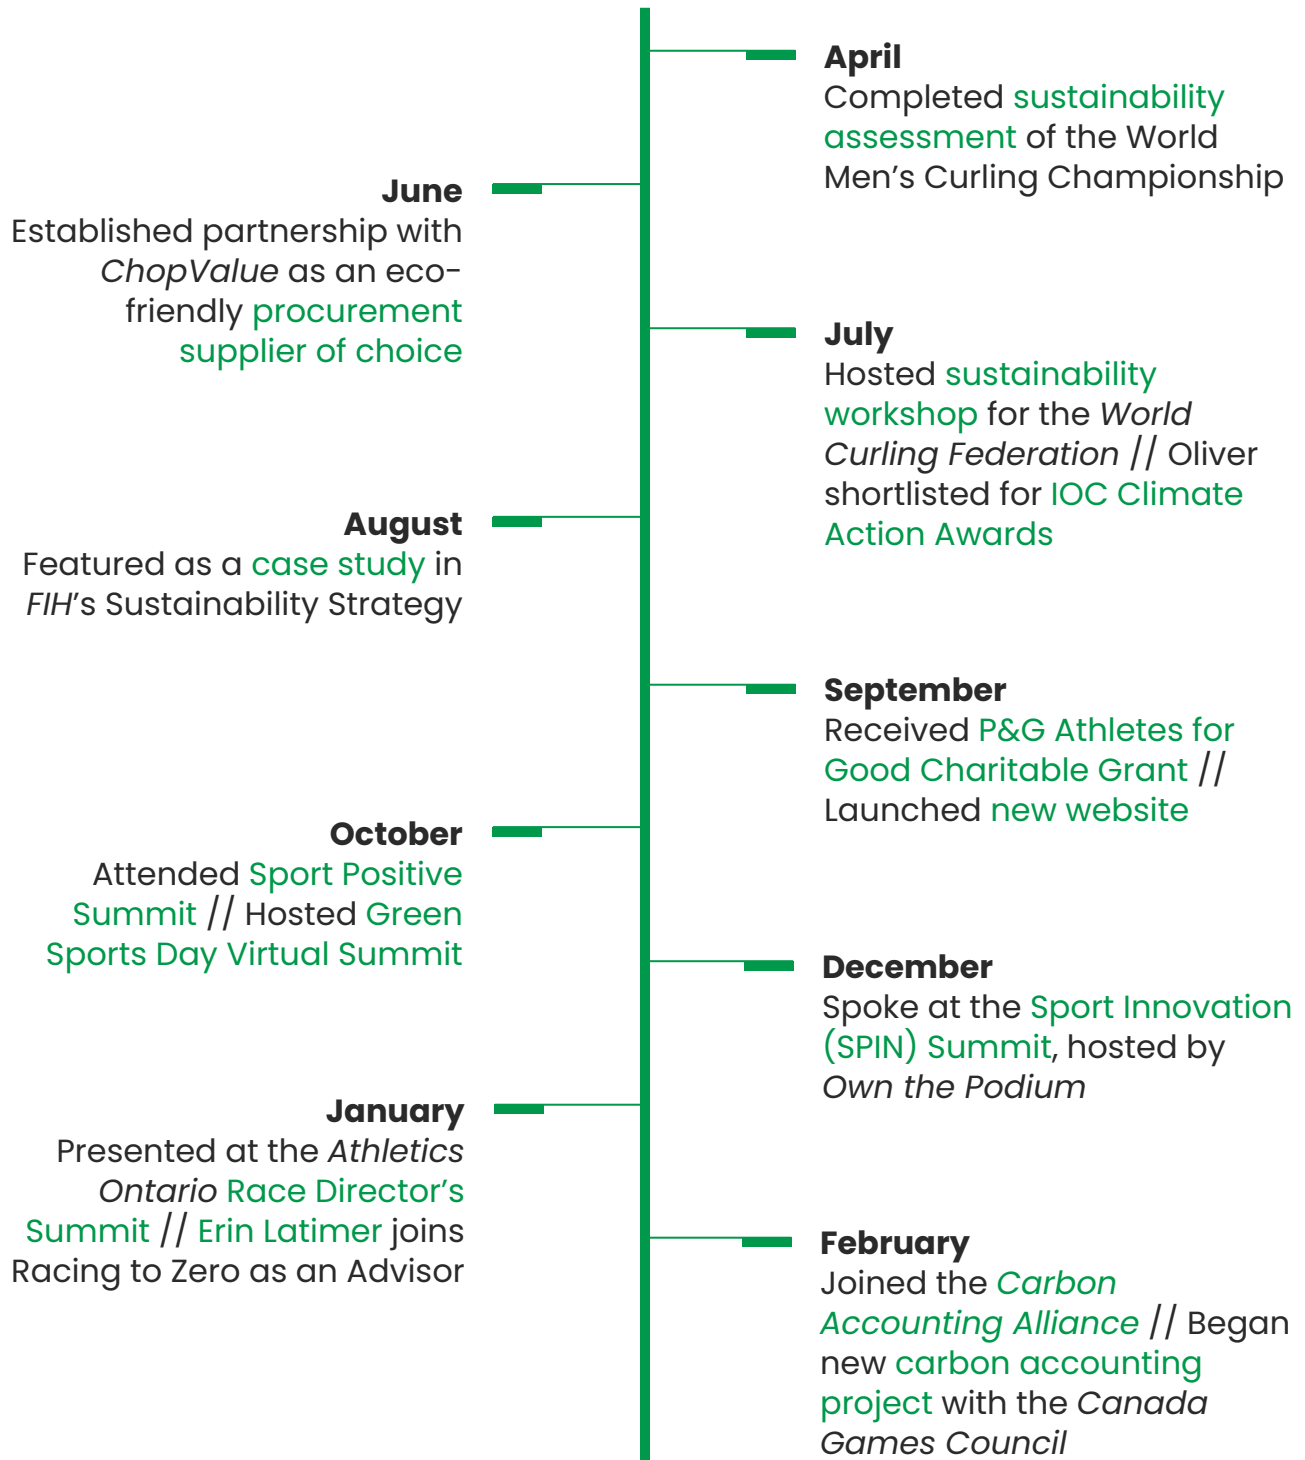 April
Completed sustainability
assessment of the World
Men's Curling Championship
June
Established partnership with
ChopValue as an eco-
friendly procurement
supplier of choice
July
Hosted sustainability
workshop for the World
Curling Federation // Oliver
shortlisted for IOC Climate
Action Awards
August
Featured as a case study in
FIH's Sustainability Strategy
September
Received P&G Athletes for
Good Charitable Grant //
Launched new website
October
Attended Sport Positive
Summit // Hosted Green
Sports Day Virtual Summit
December
Spoke at the Sport Innovation
(SPIN) Summit, hosted by
Own the Podium
January
Presented at the Athletics
Ontario Race Director's
Summit // Erin Latimer joins
Racing to Zero as an Advisor
February
Joined the Carbon
Accounting Alliance // Began
new carbon accounting
project with the Canada
Games Council